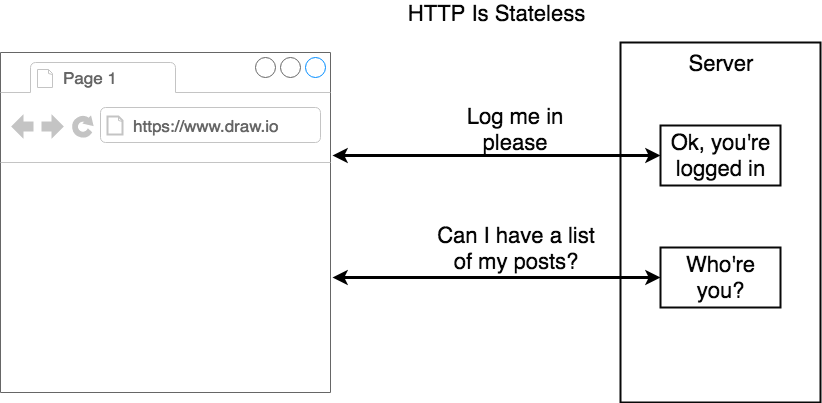 HTTP Is Stateless
Page 1
https://www.draw.io
Server
Log me in
please
Ok, you're
logged in
Can I have a list
of my posts?
Who're
you?